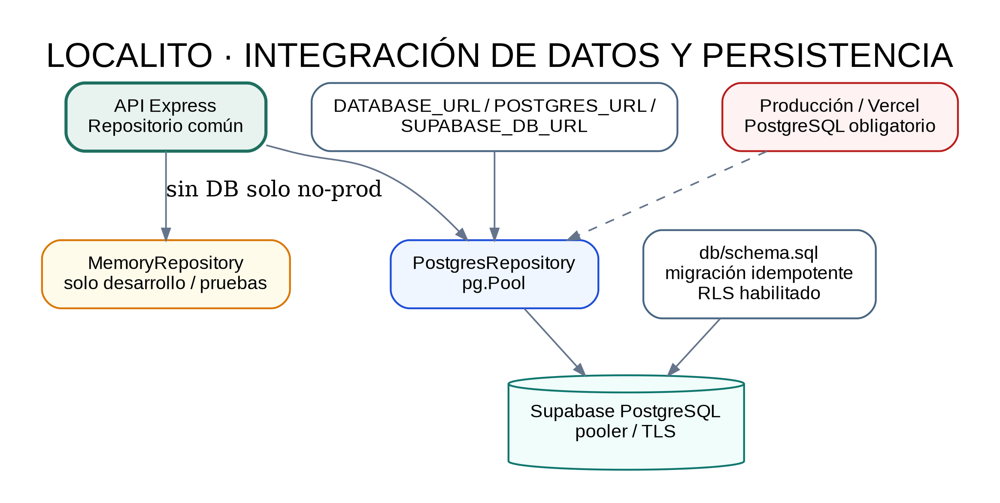 LOCALITO · INTEGRACIÓN DE DATOS Y PERSISTENCIA
API Express
Repositorio común
DATABASE_URL / POSTGRES_URL /
SUPABASE_DB_URL
Producción / Vercel
PostgreSQL obligatorio
sin DB solo no-prod
MemoryRepository
solo desarrollo / pruebas
PostgresRepository
pg.Pool
db/schema.sql
migración idempotente
RLS habilitado
Supabase PostgreSQL
pooler / TLS